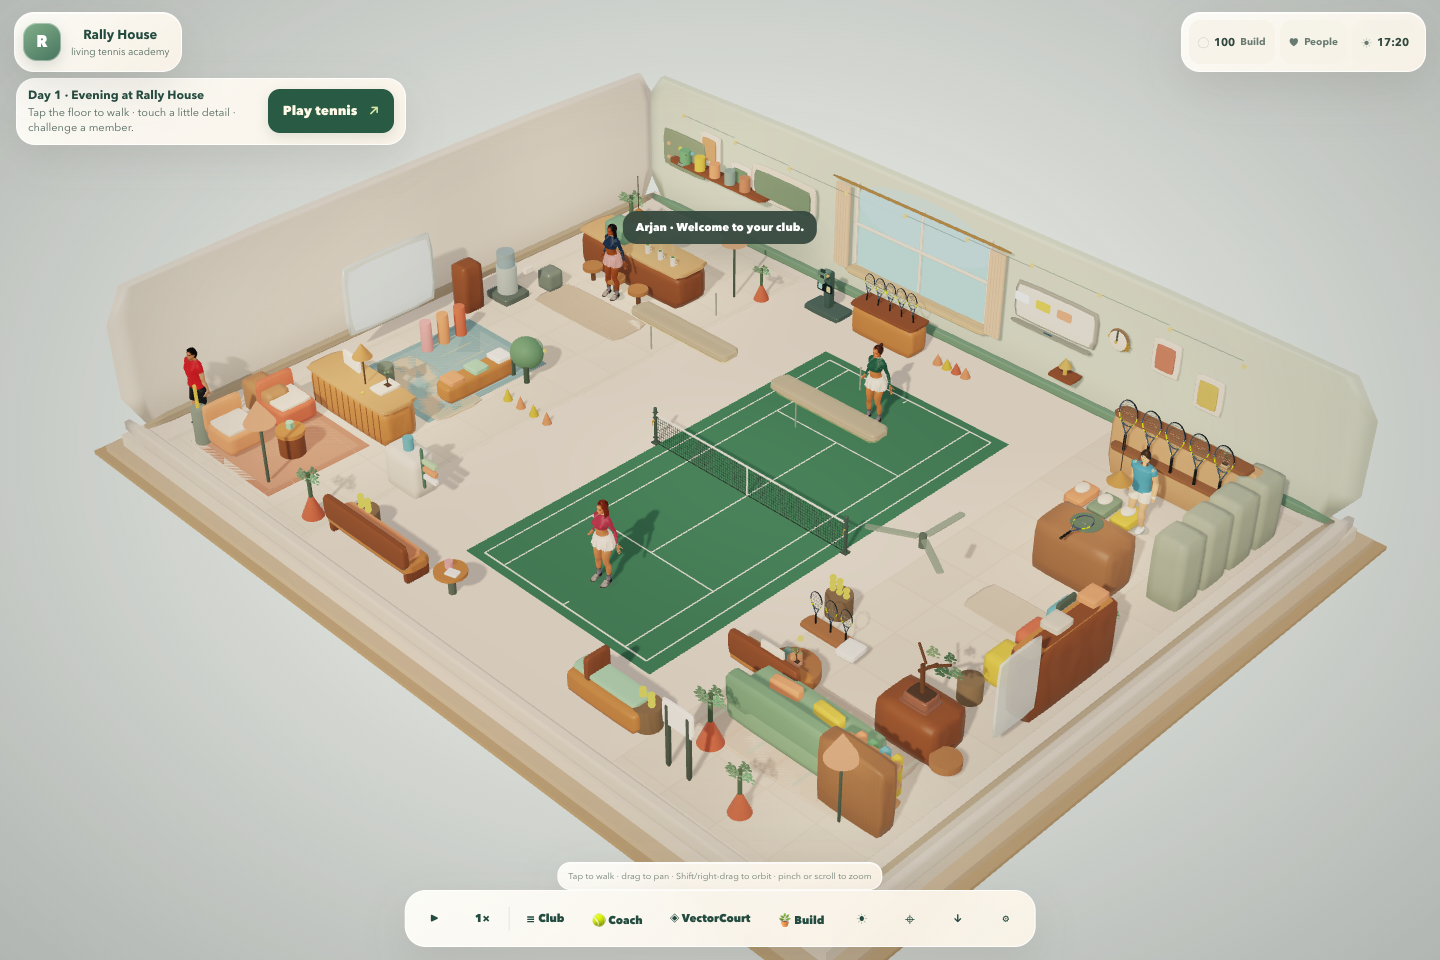 R
Rally House
living tennis academy
100 Build
People
17:20
Day 1 · Evening at Rally House
Tap the floor to walk · touch a little detail ·
challenge a member.
Play tennis ↗
Arjan · Welcome to your club.
Tap to walk · drag to pan · Shift/right-drag to orbit · pinch or scroll to zoom
1×
Club
Coach
VectorCourt
Build